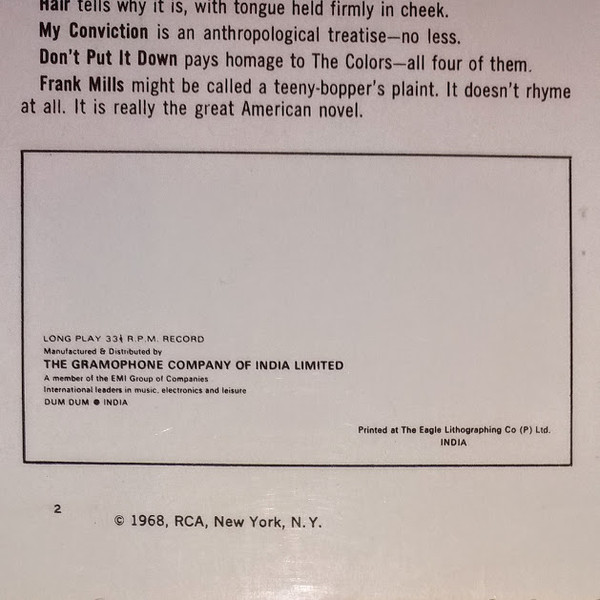 Hair tells why it is, with tongue held firmly in cheek.
My Conviction is an anthropological treatise—no less.
Don't Put It Down pays homage to The Colors—all four of them.
Frank Mills might be called a teeny-bopper's plaint. It doesn't rhyme
at all. It is really the great American novel.
LONG PLAY 33⅓ R.P.M. RECORD
Manufactured & Distributed by
THE GRAMOPHONE COMPANY OF INDIA LIMITED
A member of the EMI Group of Companies
International leaders in music, electronics and leisure
DUM DUM ● INDIA
Printed at The Eagle Lithographing Co (P) Ltd.
INDIA
2
© 1968, RCA, New York, N.Y.